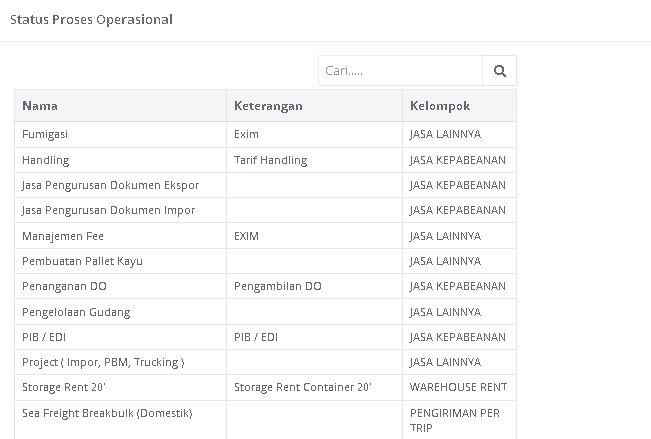 Status Proses Operasional
Cari.....
Nama Keterangan Kelompok
Fumigasi Exim JASA LAINNYA
Handling Tarif Handling JASA KEPABEANAN
Jasa Pengurusan Dokumen Ekspor JASA KEPABEANAN
Jasa Pengurusan Dokumen Impor JASA KEPABEANAN
Manajemen Fee EXIM JASA LAINNYA
Pembuatan Pallet Kayu JASA LAINNYA
Penanganan DO Pengambilan DO JASA KEPABEANAN
Pengelolaan Gudang JASA LAINNYA
PIB / EDI PIB / EDI JASA KEPABEANAN
Project ( Impor, PBM, Trucking ) JASA LAINNYA
Storage Rent 20' Storage Rent Container 20' WAREHOUSE RENT
Sea Freight Breakbulk (Domestik) PENGIRIMAN PER
TRIP